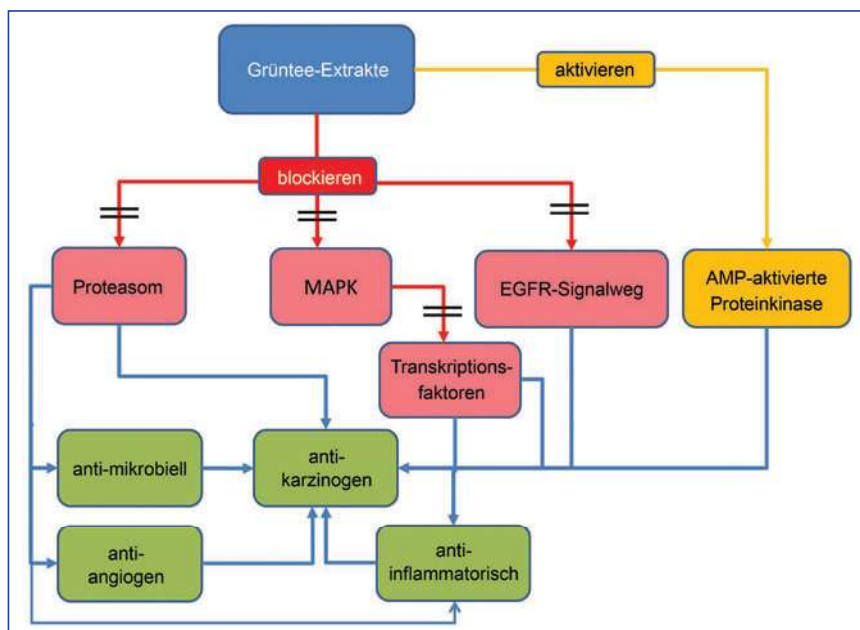 Grüntee-Extrakte
aktivieren
blockieren
Proteasom
MAPK
EGFR-Signalweg
AMP-aktivierte
Proteinkinase
Transkriptions-
faktoren
anti-mikrobiell
anti-
karzinogen
anti-
angiogen
anti-
inflammatorisch